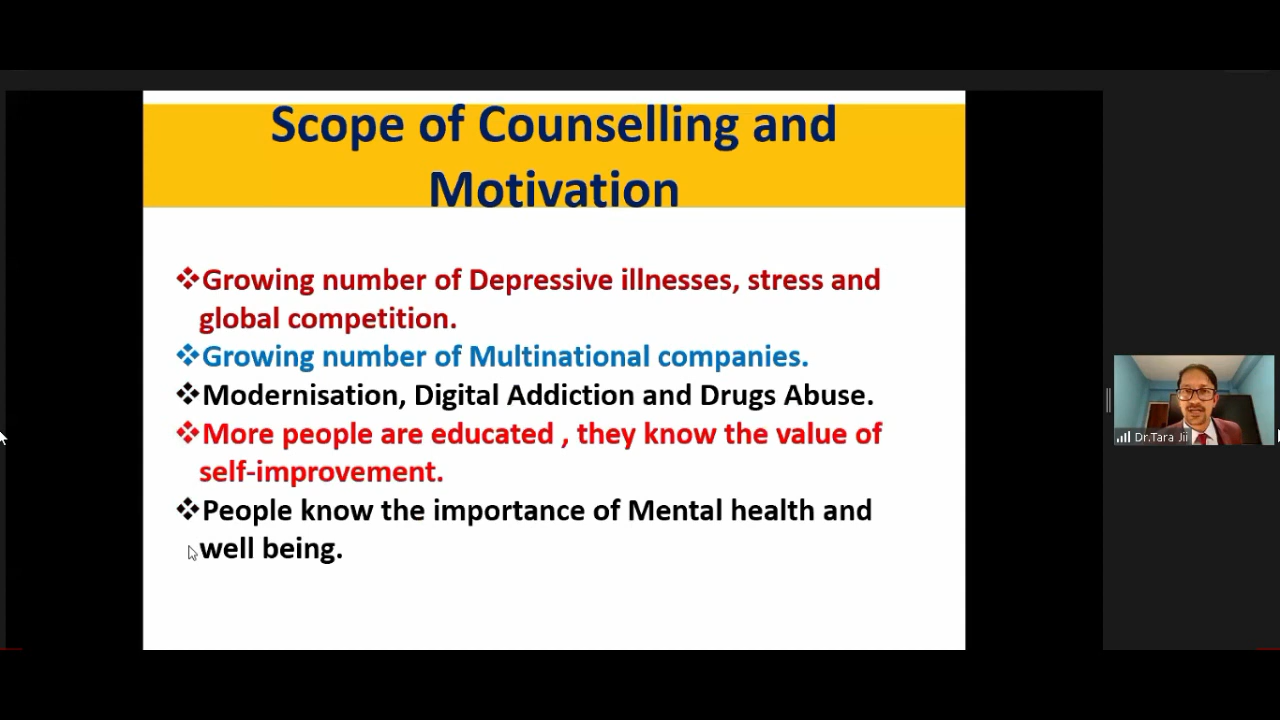 Scope of Counselling and
Motivation
❖Growing number of Depressive illnesses, stress and
global competition.
❖Growing number of Multinational companies.
❖Modernisation, Digital Addiction and Drugs Abuse.
❖More people are educated , they know the value of
self-improvement.
❖People know the importance of Mental health and
well being.
Dr.Tara Jii